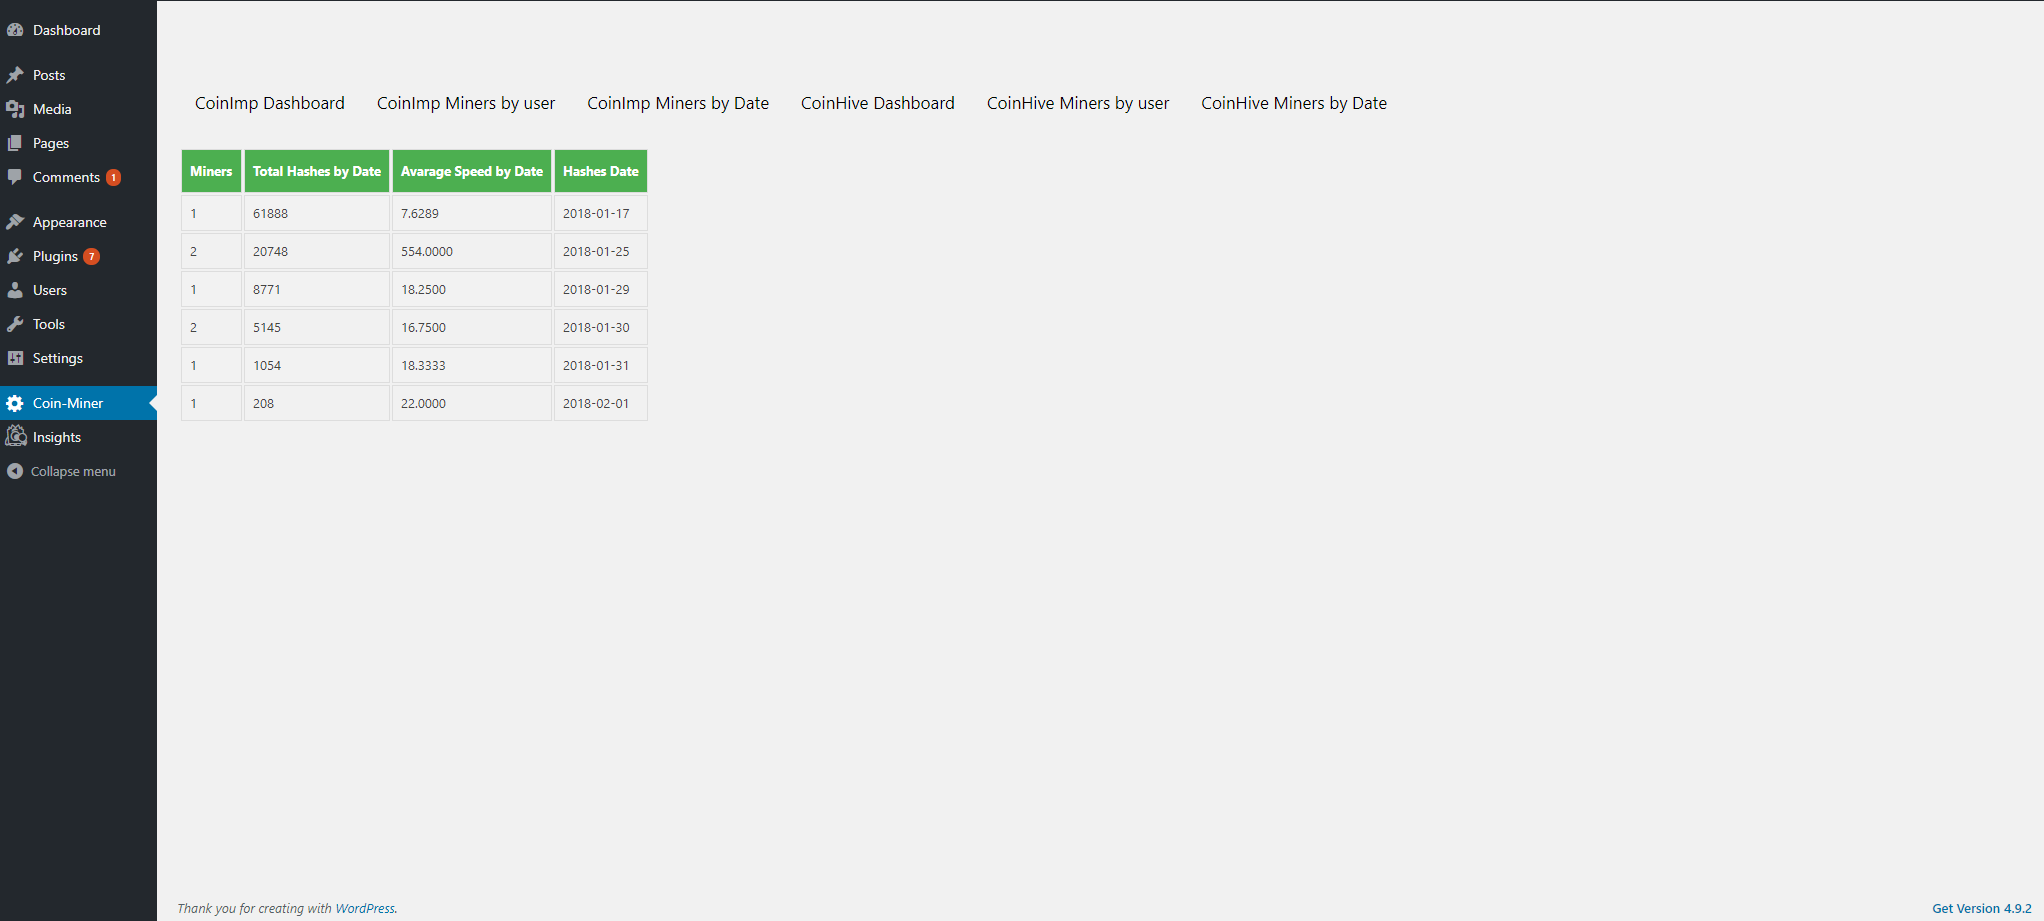 Dashboard
Posts
Media
Pages
Comments 1
Appearance
Plugins 7
Users
Tools
Settings
Coin-Miner
Insights
Collapse menu
CoinImp Dashboard CoinImp Miners by user CoinImp Miners by Date CoinHive Dashboard CoinHive Miners by user CoinHive Miners by Date
Miners Total Hashes by Date Avarage Speed by Date Hashes Date
1 61888 7.6289 2018-01-17
2 20748 554.0000 2018-01-25
1 8771 18.2500 2018-01-29
2 5145 16.7500 2018-01-30
1 1054 18.3333 2018-01-31
1 208 22.0000 2018-02-01
Thank you for creating with WordPress.
Get Version 4.9.2